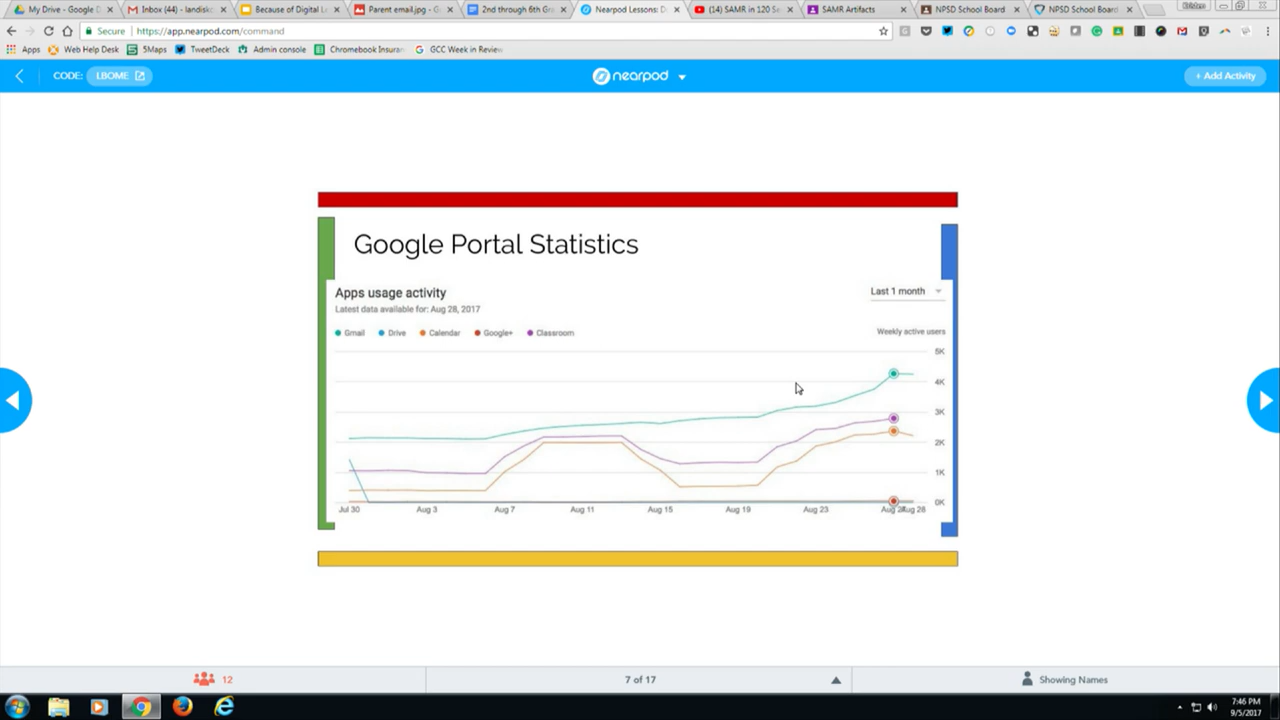 My Drive - Google D
Inbox (44) - landisk
Because of Digital L
Parent email.jpg - G
2nd through 6th Gra
Nearpod Lessons: D
(14) SAMR in 120 Se
SAMR Artifacts
NPSD School Board
NPSD School Board
Secure
https://app.nearpod.com/command
Apps
Web Help Desk
5Maps
TweetDeck
Admin console
Chromebook Insuran
GCC Week in Review
CODE: LBOME
nearpod
+ Add Activity
Google Portal Statistics
Apps usage activity
Last 1 month
Latest data available for: Aug 28, 2017
Gmail Drive Calendar Google+ Classroom
Weekly active users
5K
4K
3K
2K
1K
0K
Jul 30 Aug 3 Aug 7 Aug 11 Aug 15 Aug 19 Aug 23 Aug 27 Aug 28
12
7 of 17
Showing Names
7:46 PM
9/5/2017